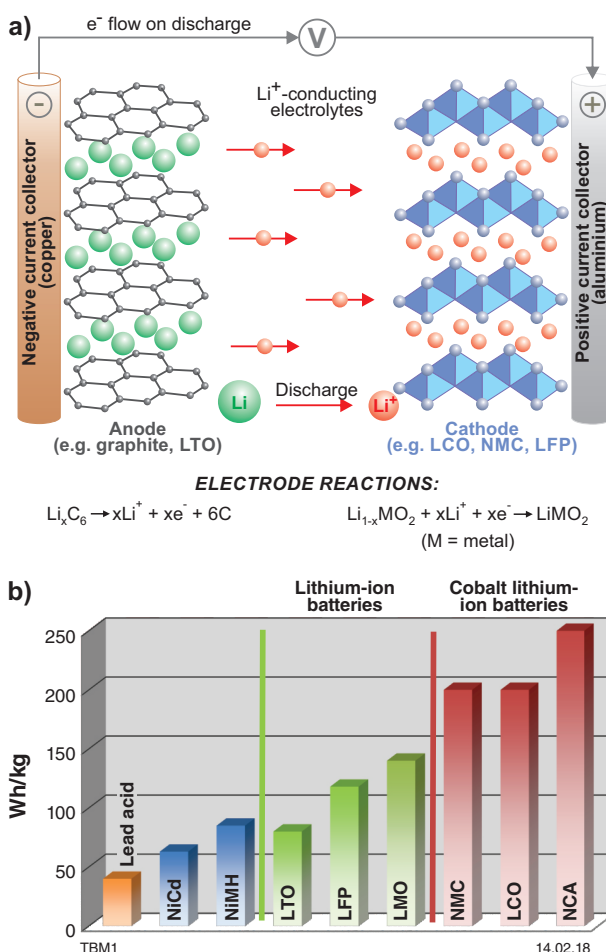 a)
e⁻ flow on discharge
V
-
+
Li⁺-conducting
electrolytes
Negative current collector
(copper)
Positive current collector
(aluminium)
Li
Discharge
Li⁺
Anode
(e.g. graphite, LTO)
Cathode
(e.g. LCO, NMC, LFP)
ELECTRODE REACTIONS:
LiₓC₆ → xLi⁺ + xe⁻ + 6C
Li₁₋ₓMO₂ + xLi⁺ + xe⁻ → LiMO₂
(M = metal)
b)
Lithium-ion
batteries
Cobalt lithium-
ion batteries
250
200
150
100
50
0
Wh/kg
Lead acid
NiCd
NiMH
LTO
LFP
LMO
NMC
LCO
NCA
TBM1
14.02.18